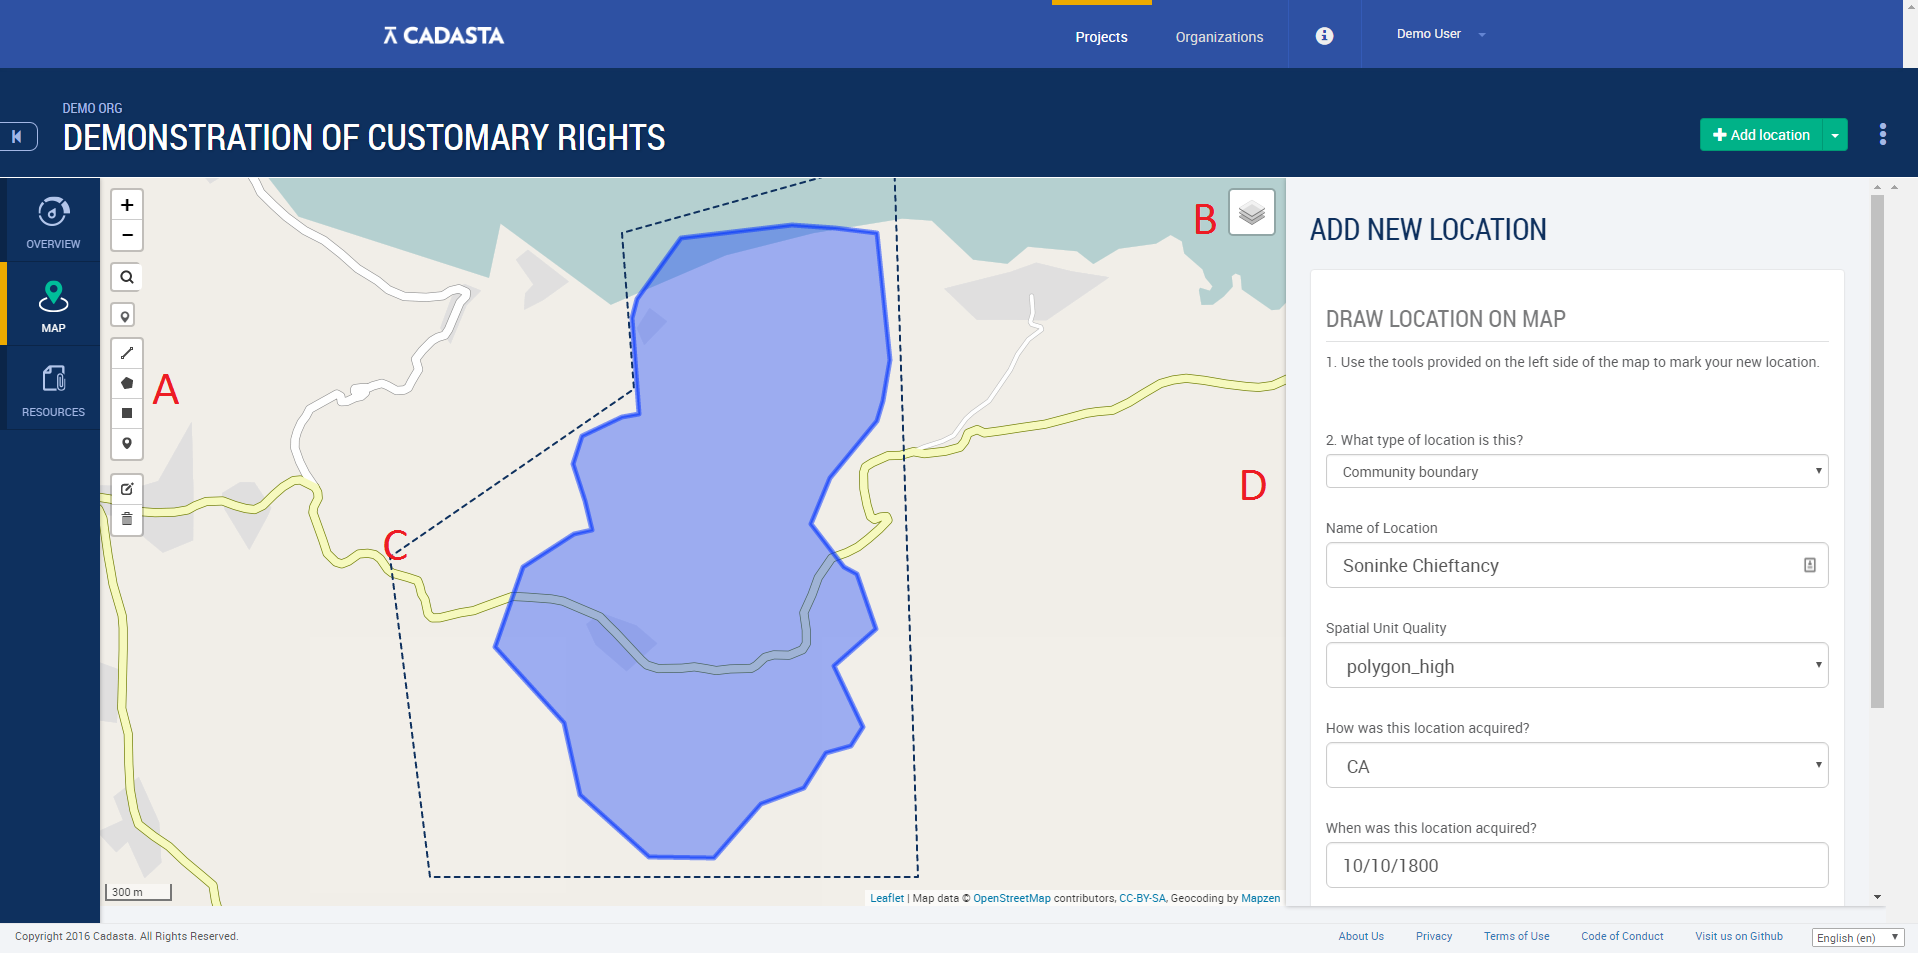 CADASTA
Projects
Organizations
Demo User
DEMO ORG
DEMONSTRATION OF CUSTOMARY RIGHTS
Add location
OVERVIEW
MAP
RESOURCES
+
−
A
B
C
D
300 m
Leaflet | Map data © OpenStreetMap contributors, CC-BY-SA, Geocoding by Mapzen
ADD NEW LOCATION
DRAW LOCATION ON MAP
1. Use the tools provided on the left side of the map to mark your new location.
2. What type of location is this?
Community boundary
Name of Location
Soninke Chieftancy
Spatial Unit Quality
polygon_high
How was this location acquired?
CA
When was this location acquired?
10/10/1800
Copyright 2016 Cadasta. All Rights Reserved.
About Us
Privacy
Terms of Use
Code of Conduct
Visit us on Github
English (en)